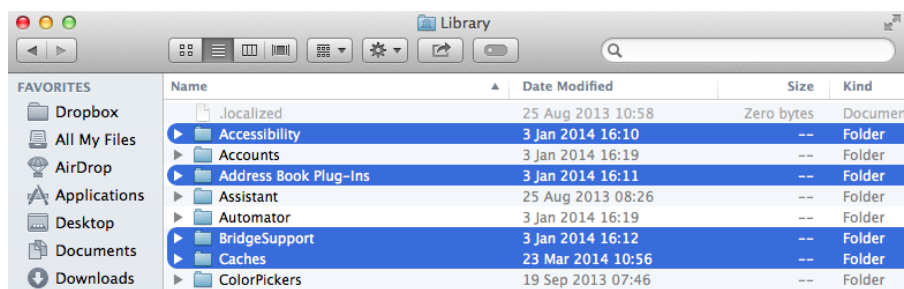 Library
FAVORITES
Dropbox
All My Files
AirDrop
Applications
Desktop
Documents
Downloads
Name Date Modified Size Kind
.localized 25 Aug 2013 10:58 Zero bytes Documen
Accessibility 3 Jan 2014 16:10 -- Folder
Accounts 3 Jan 2014 16:19 -- Folder
Address Book Plug-Ins 3 Jan 2014 16:11 -- Folder
Assistant 25 Aug 2013 08:26 -- Folder
Automator 3 Jan 2014 16:19 -- Folder
BridgeSupport 3 Jan 2014 16:12 -- Folder
Caches 23 Mar 2014 10:56 -- Folder
ColorPickers 19 Sep 2013 07:46 -- Folder